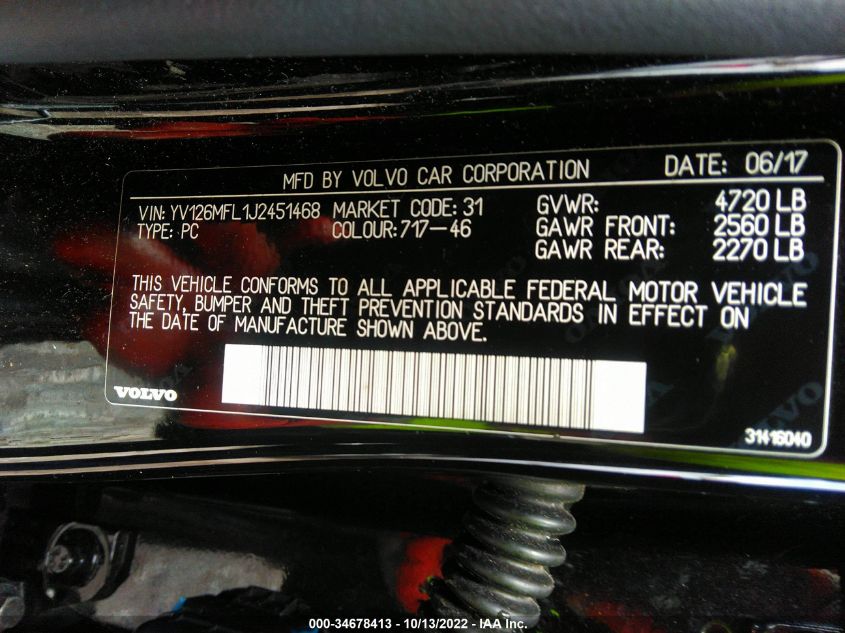 MFD BY VOLVO CAR CORPORATION DATE: 06/17
VIN: YV126MFL1J2451468 MARKET CODE: 31 GVWR: 4720 LB
TYPE: PC COLOUR: 717-46 GAWR FRONT: 2560 LB
GAWR REAR: 2270 LB
THIS VEHICLE CONFORMS TO ALL APPLICABLE FEDERAL MOTOR VEHICLE
SAFETY, BUMPER AND THEFT PREVENTION STANDARDS IN EFFECT ON
THE DATE OF MANUFACTURE SHOWN ABOVE.
VOLVO
31416040
000-34678413 - 10/13/2022 - IAA Inc.